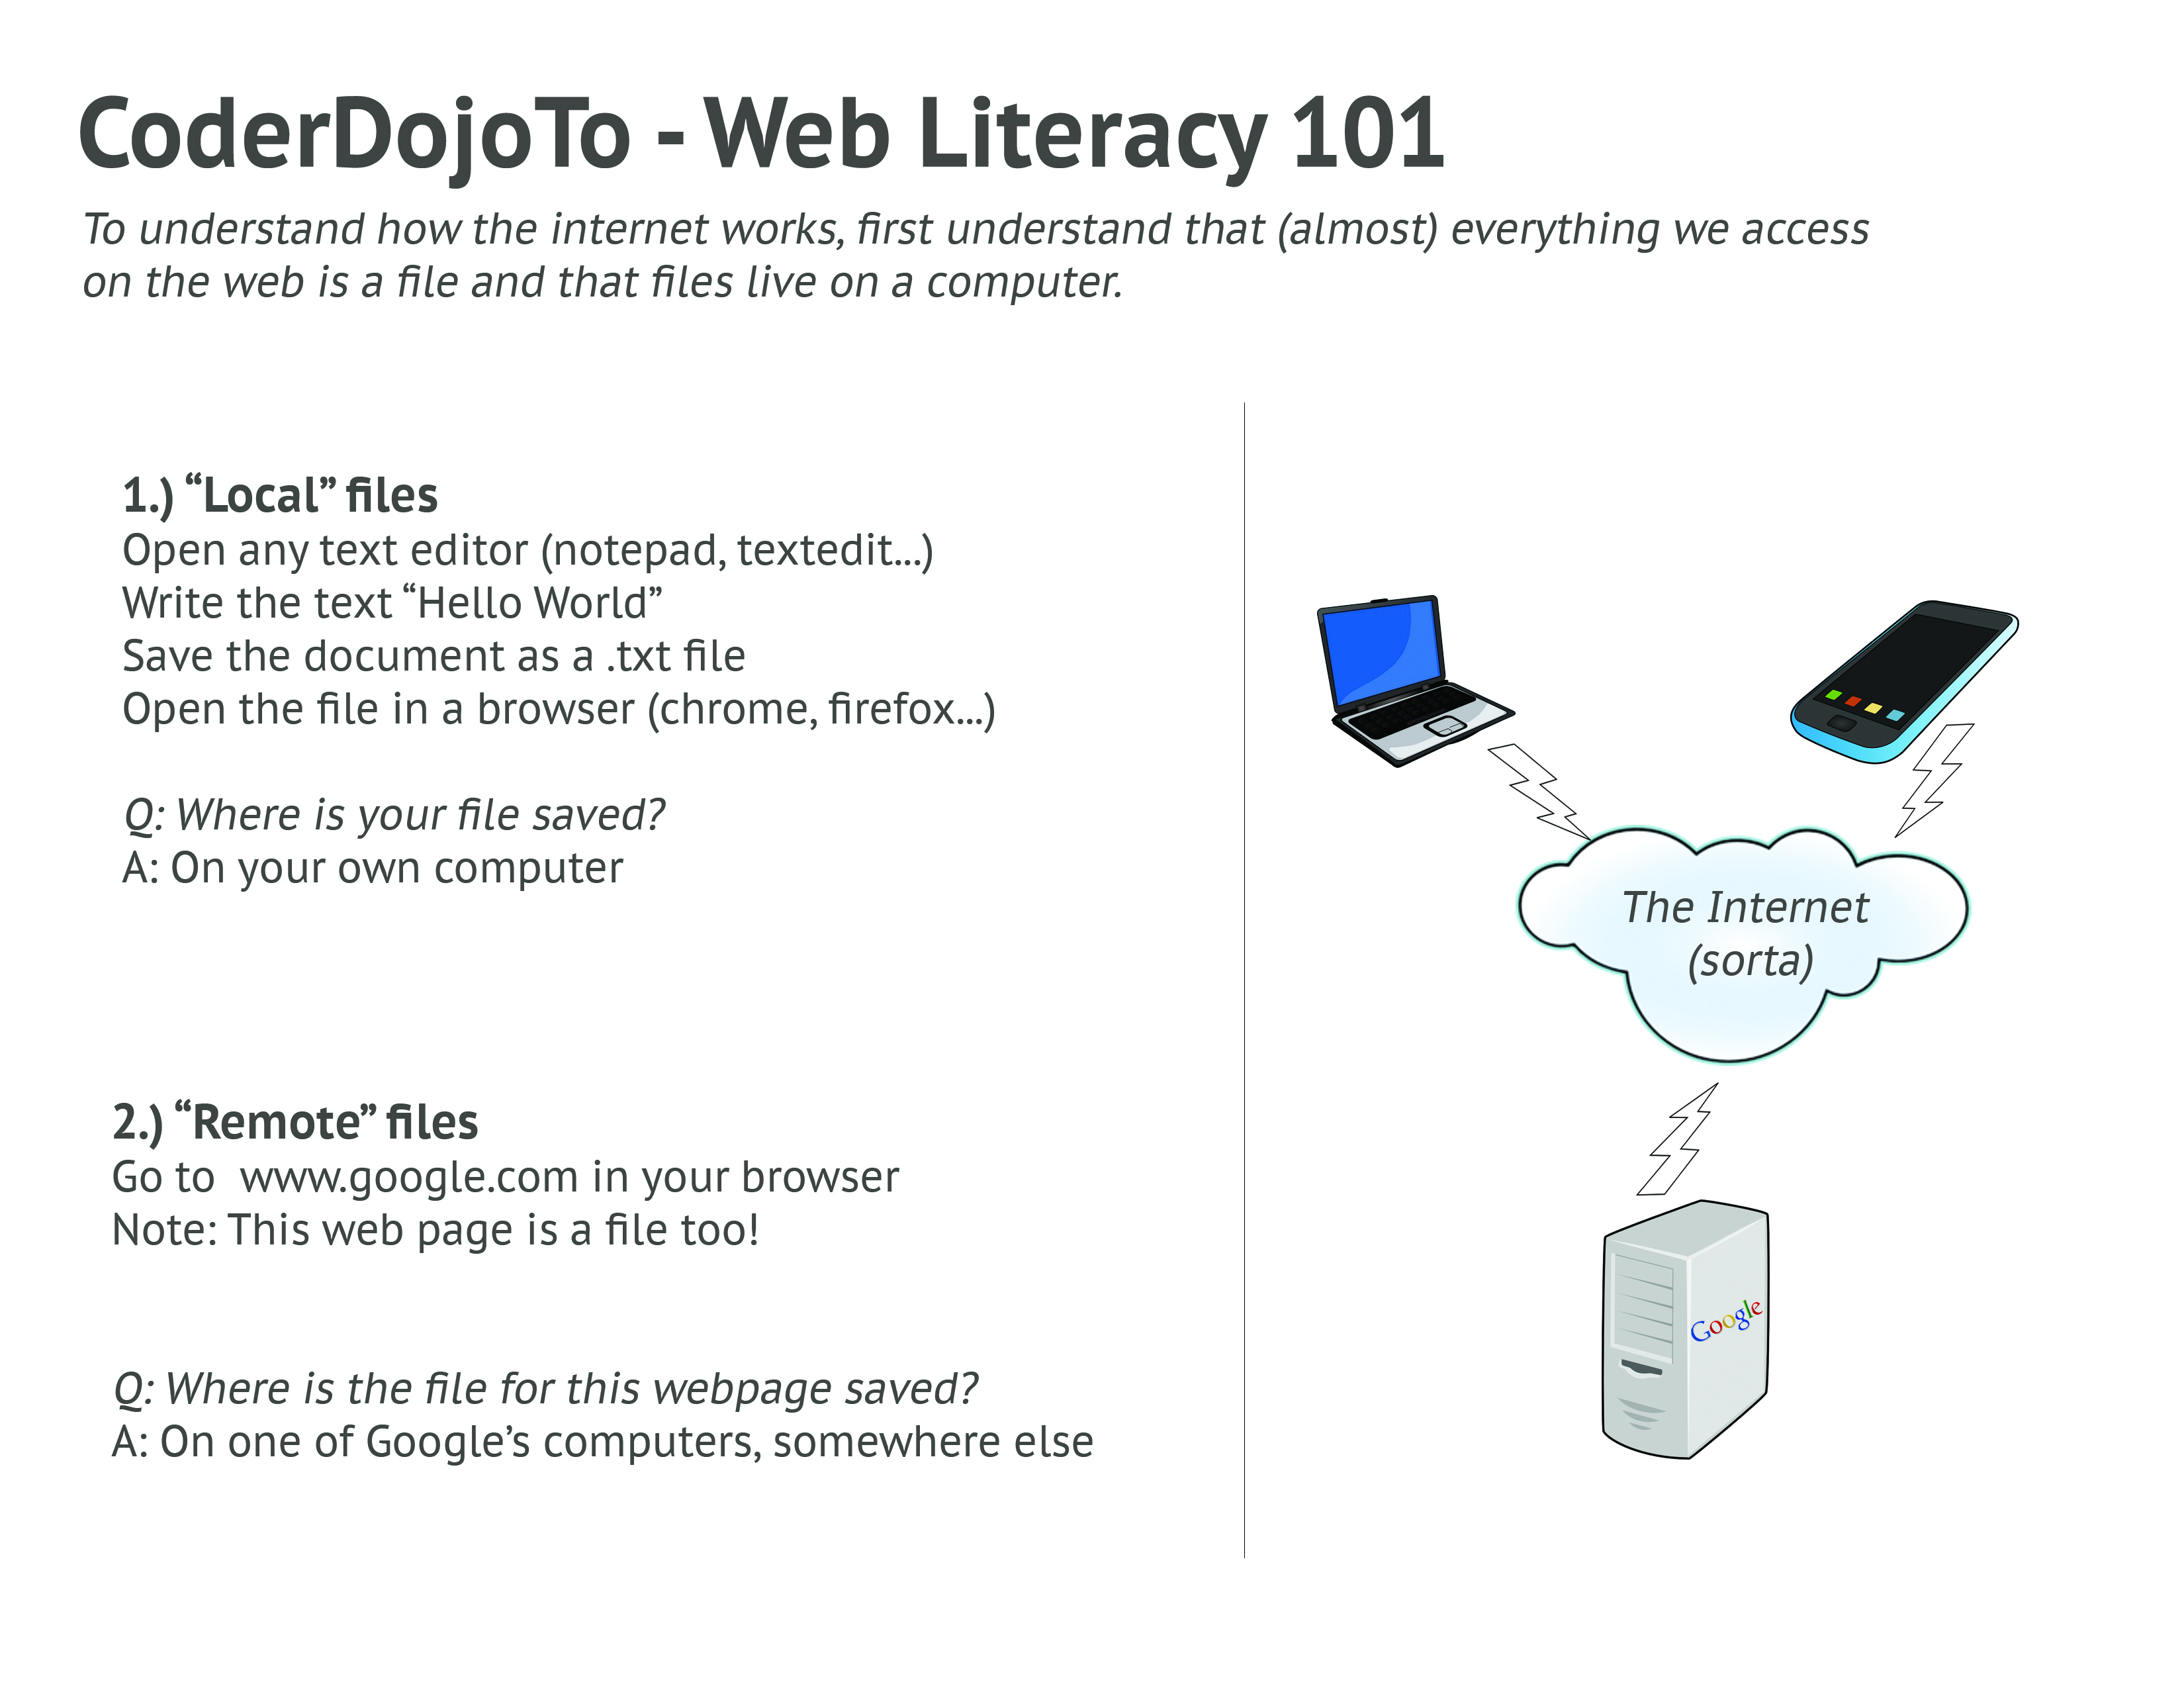 CoderDojoTo - Web Literacy 101
To understand how the internet works, first understand that (almost) everything we access
on the web is a file and that files live on a computer.
1.) “Local” files
Open any text editor (notepad, textedit...)
Write the text “Hello World”
Save the document as a .txt file
Open the file in a browser (chrome, firefox...)
Q: Where is your file saved?
A: On your own computer
2.) “Remote” files
Go to  www.google.com in your browser
Note: This web page is a file too!
Q: Where is the file for this webpage saved?
A: On one of Google’s computers, somewhere else
The Internet
(sorta)
Google